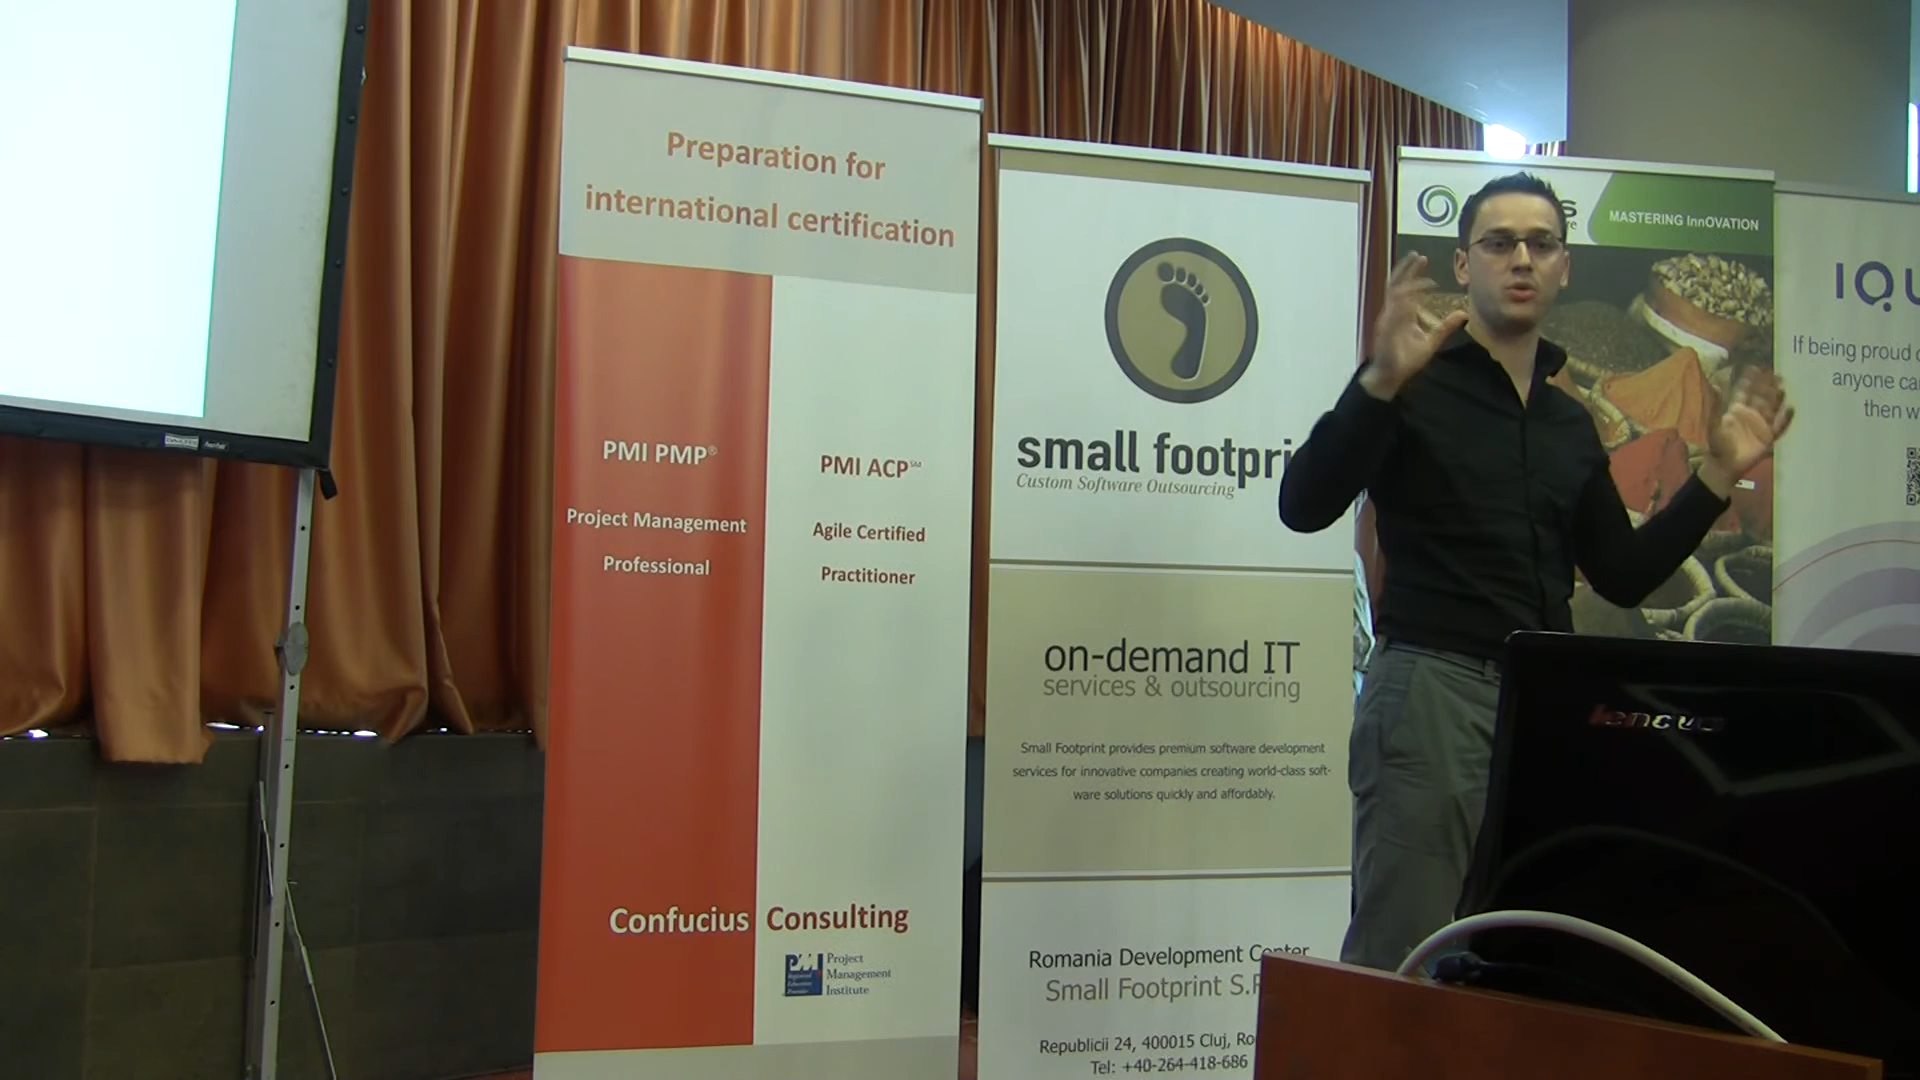 Preparation for
international certification
PMI PMP®
Project Management
Professional
PMI ACP℠
Agile Certified
Practitioner
Confucius Consulting
PMI
Project
Management
Institute
small footpri
Custom Software Outsourcing
on-demand IT
services & outsourcing
Small Footprint provides premium software development
services for innovative companies creating world-class soft-
ware solutions quickly and affordably.
Romania Development Center
Small Footprint S.R
Republicii 24, 400015 Cluj, Ro
Tel: +40-264-418-686
MASTERING InnOVATION
IQU
If being proud
anyone ca
then w
lenovo